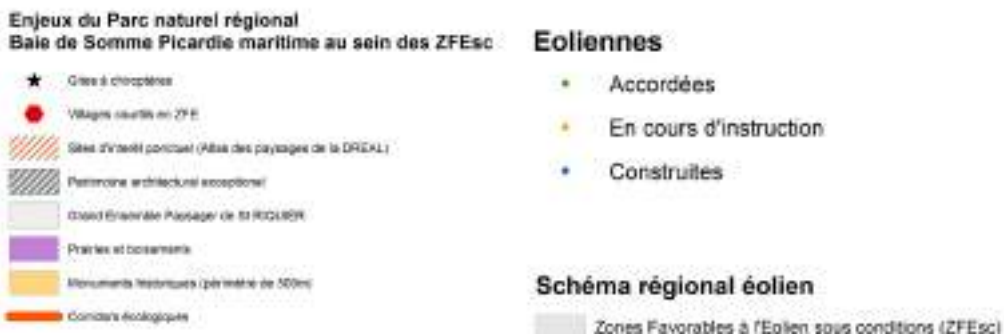 Enjeux du Parc naturel régional
Baie de Somme Picardie maritime au sein des ZFEsc
Gites à chiroptères
Villages courtils en ZFE
Sites d'interêt ponctuel (Atlas des paysages de la DREAL)
Patrimoine architectural exceptionnel
Grand Ensemble Paysager de St RIQUIER
Prairies et boisements
Monuments historiques (périmètre de 500m)
Corridors écologiques
Eoliennes
Accordées
En cours d'instruction
Construites
Schéma régional éolien
Zones Favorables à l'Eolien sous conditions (ZFEsc)